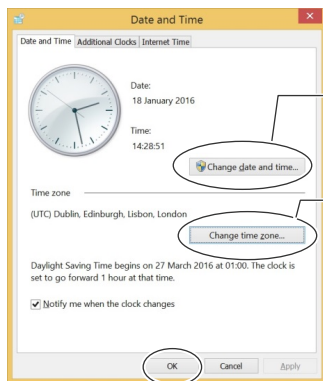 Date and Time
Date and Time Additional Clocks Internet Time
Date:
18 January 2016
Time:
14:28:51
Change date and time...
Time zone
(UTC) Dublin, Edinburgh, Lisbon, London
Change time zone...
Daylight Saving Time begins on 27 March 2016 at 01:00. The clock is
set to go forward 1 hour at that time.
Notify me when the clock changes
OK Cancel Apply